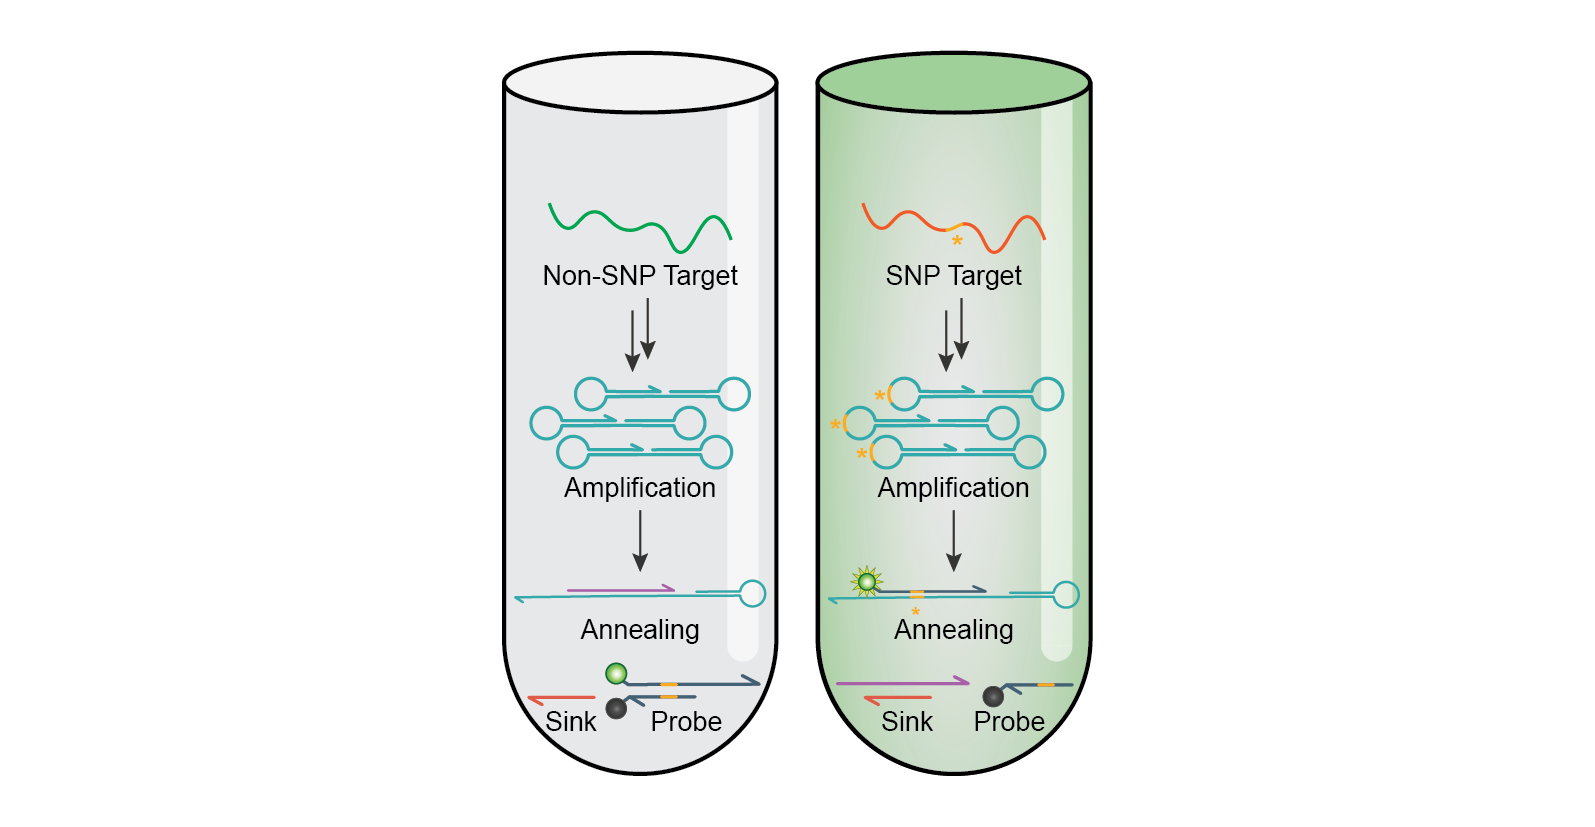 Non-SNP Target
Amplification
Annealing
Sink
Probe
SNP Target
*
*
*
*
Amplification
*
Annealing
Sink
Probe